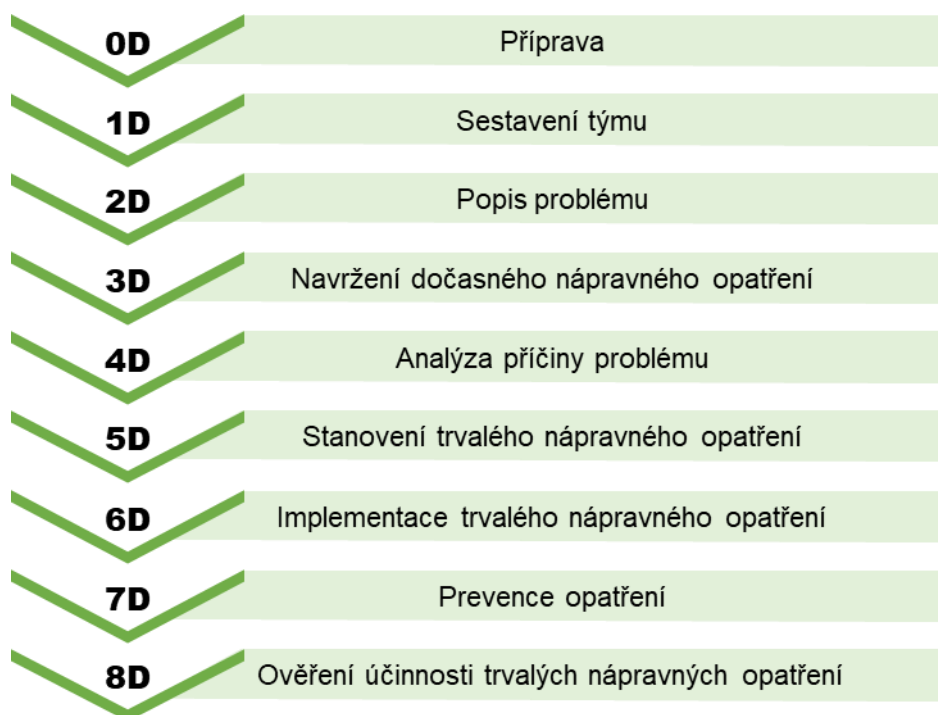 0D Příprava
1D Sestavení týmu
2D Popis problému
3D Navržení dočasného nápravného opatření
4D Analýza příčiny problému
5D Stanovení trvalého nápravného opatření
6D Implementace trvalého nápravného opatření
7D Prevence opatření
8D Ověření účinnosti trvalých nápravných opatření